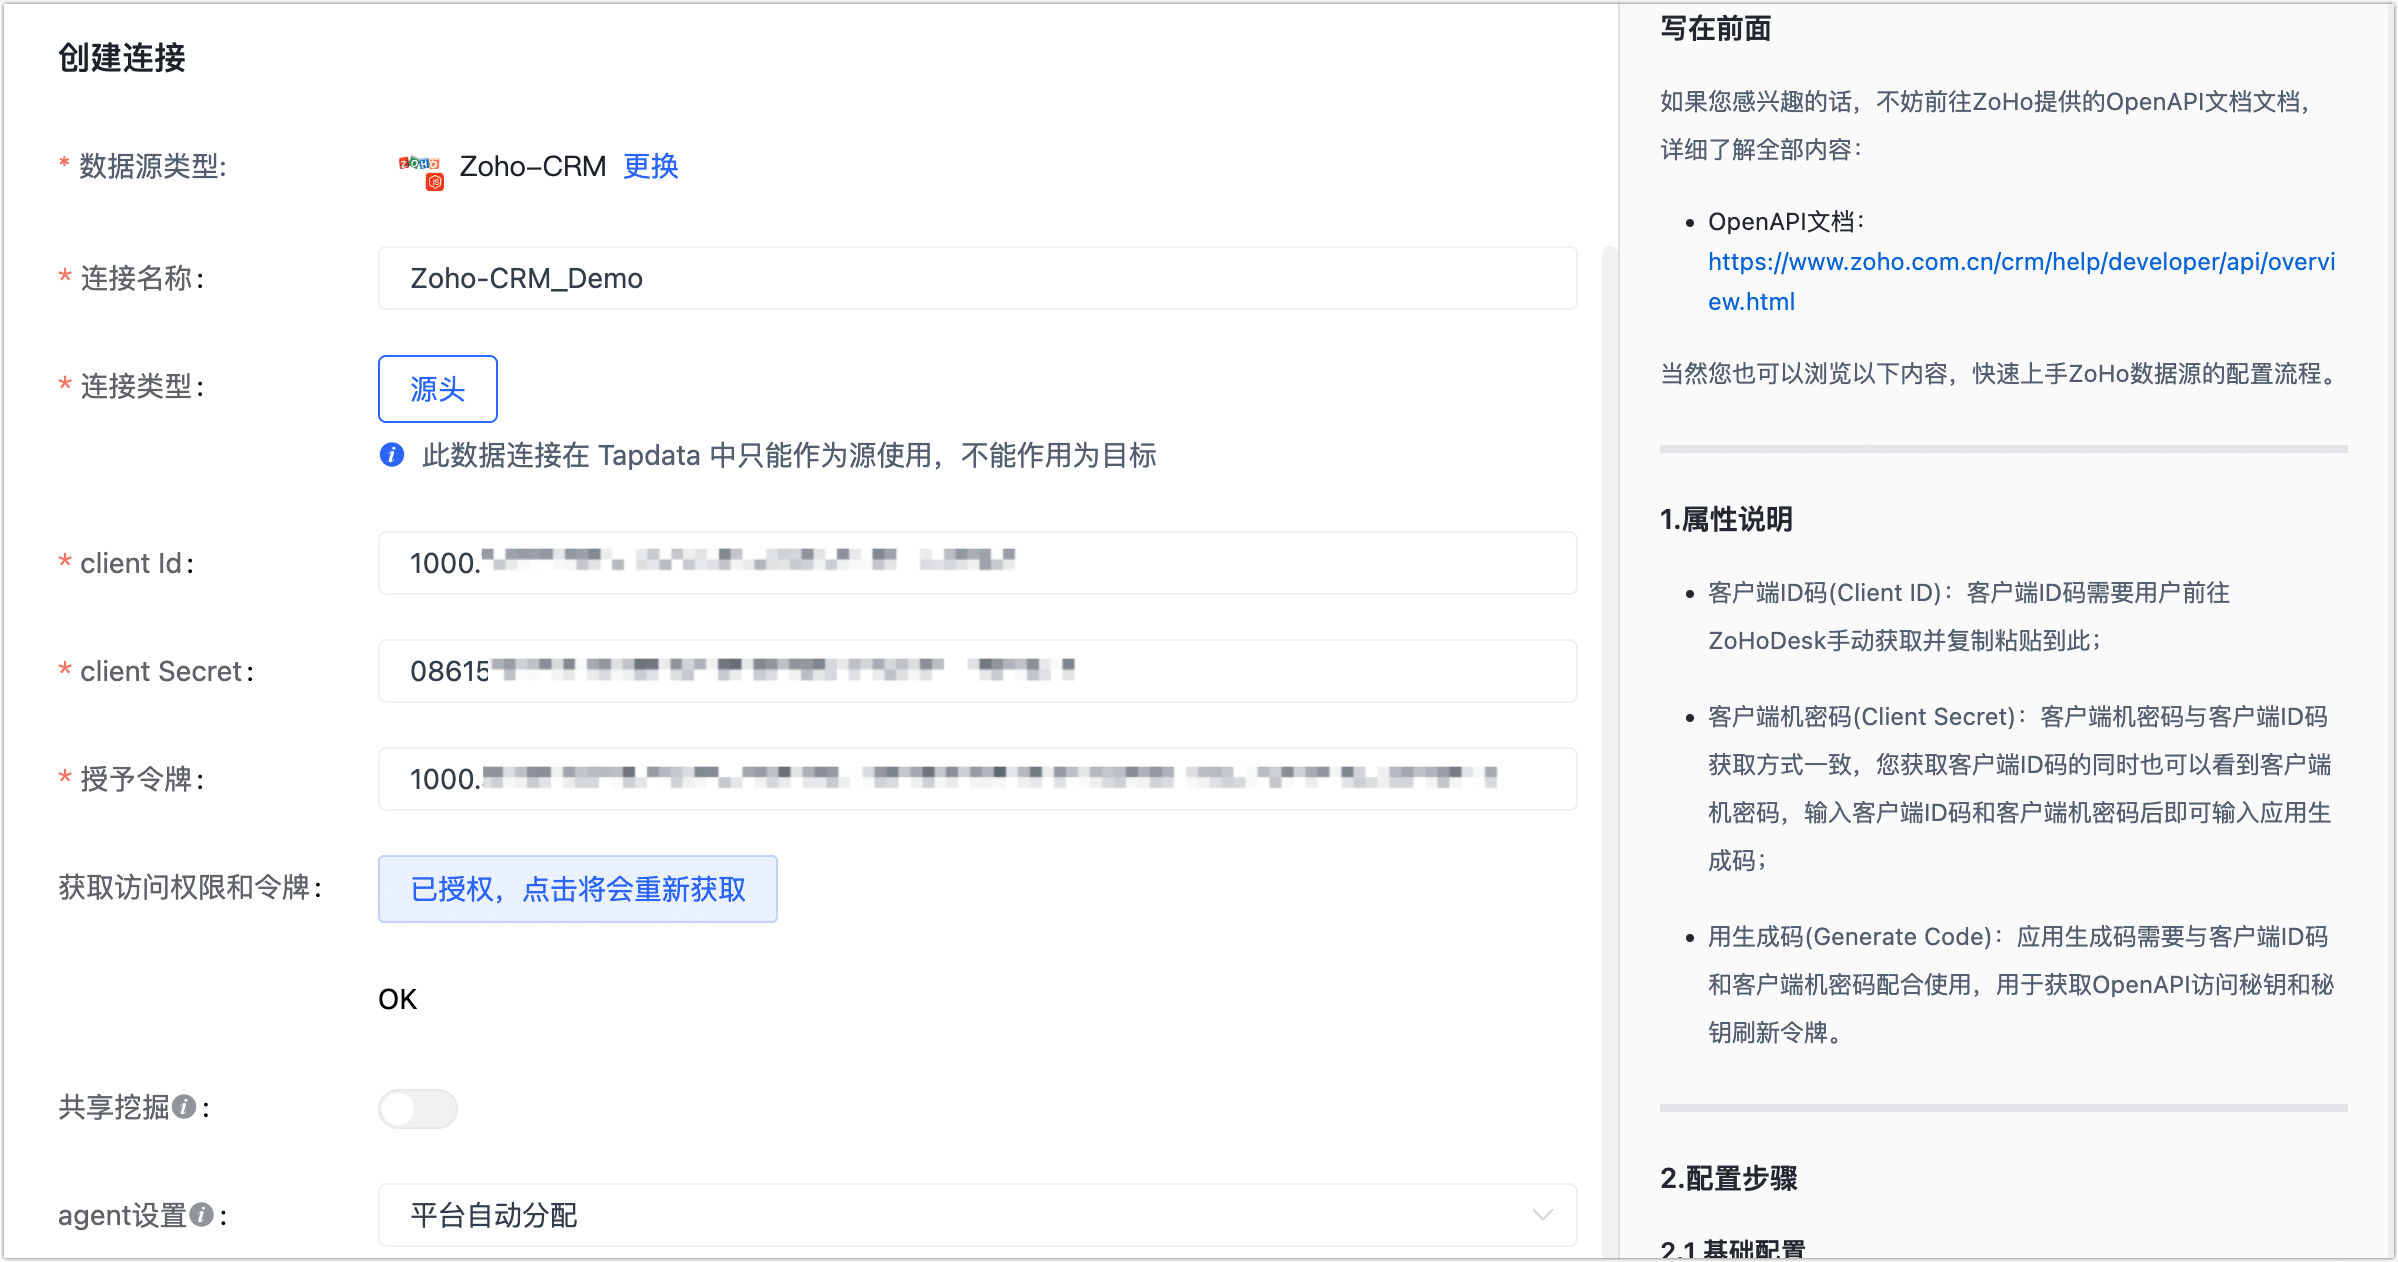 创建连接
* 数据源类型:
ZOHO
Zoho-CRM 更换
* 连接名称:
Zoho-CRM_Demo
* 连接类型:
源头
此数据连接在 Tapdata 中只能作为源使用，不能作用为目标
* client Id:
1000.
* client Secret:
08615
* 授予令牌:
1000.
获取访问权限和令牌:
已授权，点击将会重新获取
OK
共享挖掘 :
agent设置 :
平台自动分配
写在前面
如果您感兴趣的话，不妨前往ZoHo提供的OpenAPI文档文档，
详细了解全部内容：
• OpenAPI文档：
https://www.zoho.com.cn/crm/help/developer/api/overvi
ew.html
当然您也可以浏览以下内容，快速上手ZoHo数据源的配置流程。
1.属性说明
• 客户端ID码(Client ID)：客户端ID码需要用户前往
ZoHoDesk手动获取并复制粘贴到此；
• 客户端机密码(Client Secret)：客户端机密码与客户端ID码
获取方式一致，您获取客户端ID码的同时也可以看到客户端
机密码，输入客户端ID码和客户端机密码后即可输入应用生
成码；
• 用生成码(Generate Code)：应用生成码需要与客户端ID码
和客户端机密码配合使用，用于获取OpenAPI访问秘钥和秘
钥刷新令牌。
2.配置步骤
2.1 基础配置